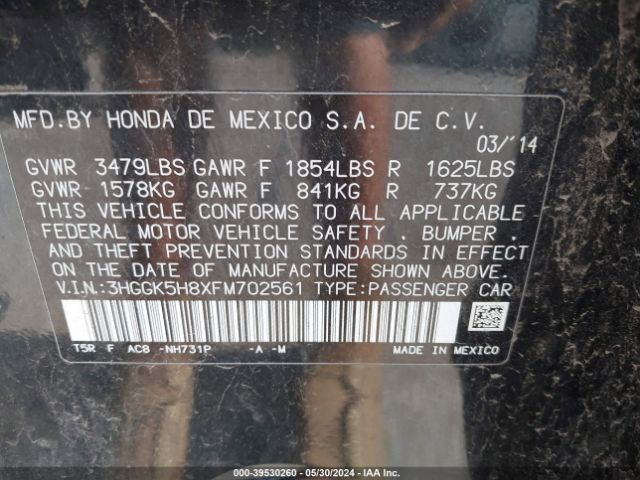 MFD.BY HONDA DE MEXICO S.A. DE C.V.
03/'14
GVWR 3479LBS GAWR F 1854LBS R 1625LBS
GVWR 1578KG GAWR F 841KG R 737KG
THIS VEHICLE CONFORMS TO ALL APPLICABLE
FEDERAL MOTOR VEHICLE SAFETY , BUMPER ,
AND THEFT PREVENTION STANDARDS IN EFFECT
ON THE DATE OF MANUFACTURE SHOWN ABOVE.
V.I.N.:3HGGK5H8XFM702561 TYPE:PASSENGER CAR
T5R F AC8 -NH731P -A -M MADE IN MEXICO
000-39530260 - 05/30/2024 - IAA Inc.